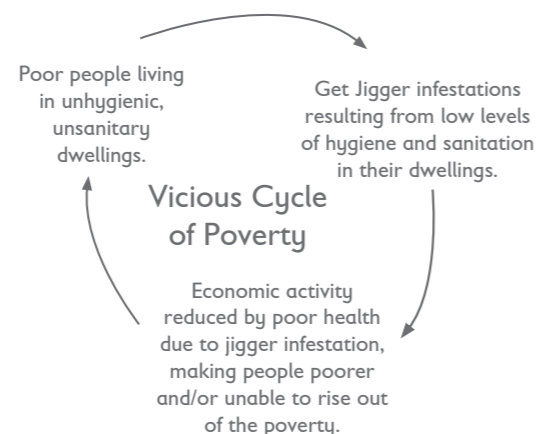 Poor people living
in unhygienic,
unsanitary
dwellings.
Get Jigger infestations
resulting from low levels
of hygiene and sanitation
in their dwellings.
Vicious Cycle
of Poverty
Economic activity
reduced by poor health
due to jigger infestation,
making people poorer
and/or unable to rise out
of the poverty.